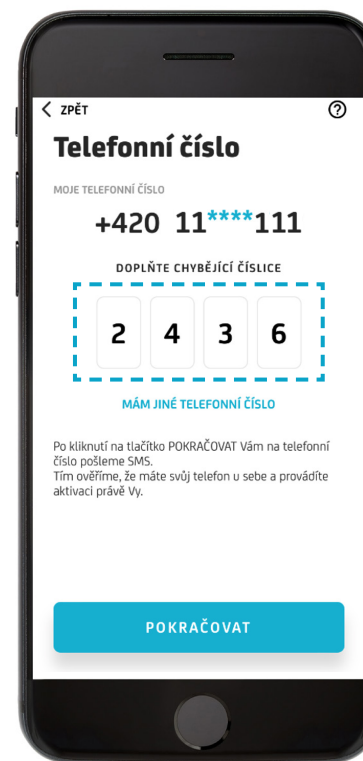 ZPĚT
Telefonní číslo
MOJE TELEFONNÍ ČÍSLO
+420 11****111
DOPLŇTE CHYBĚJÍCÍ ČÍSLICE
2 4 3 6
MÁM JINÉ TELEFONNÍ ČÍSLO
Po kliknutí na tlačítko POKRAČOVAT Vám na telefonní
číslo pošleme SMS.
Tím ověříme, že máte svůj telefon u sebe a provádíte
aktivaci právě Vy.
POKRAČOVAT